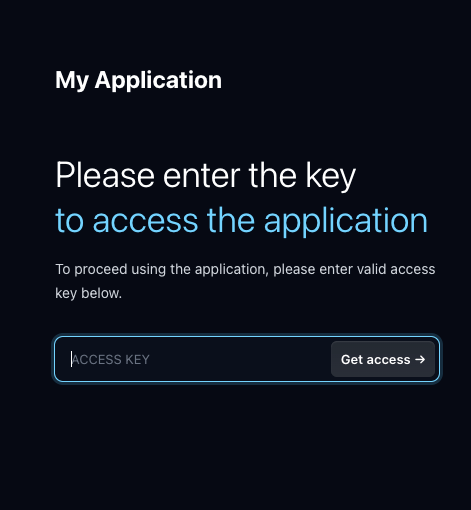 My Application
Please enter the key
to access the application
To proceed using the application, please enter valid access
key below.
ACCESS KEY
Get access →